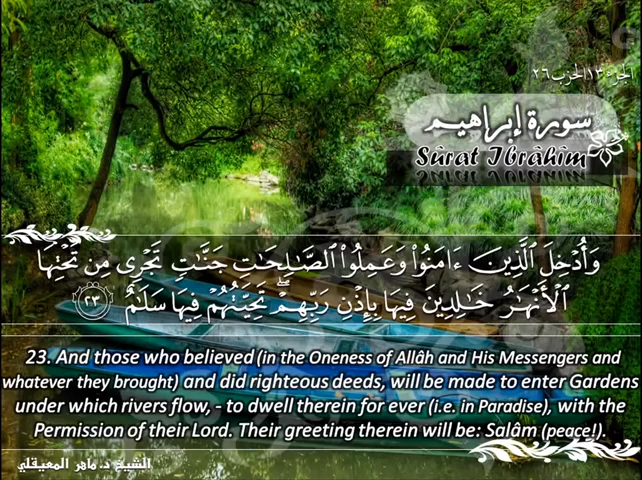 الجزء ١٣ الحزب ٢٦
سورة إبراهيم
Sûrat Ibrâhîm
وَأُدْخِلَ ٱلَّذِينَ ءَامَنُوا۟ وَعَمِلُوا۟ ٱلصَّـٰلِحَـٰتِ جَنَّـٰتٍ تَجْرِى مِن تَحْتِهَا
ٱلْأَنْهَـٰرُ خَـٰلِدِينَ فِيهَا بِإِذْنِ رَبِّهِمْ ۖ تَحِيَّتُهُمْ فِيهَا سَلَـٰمٌ ٢٣
23. And those who believed (in the Oneness of Allâh and His Messengers and
whatever they brought) and did righteous deeds, will be made to enter Gardens
under which rivers flow, - to dwell therein for ever (i.e. in Paradise), with the
Permission of their Lord. Their greeting therein will be: Salâm (peace!).
الشيخ د. ماهر المعيقلي